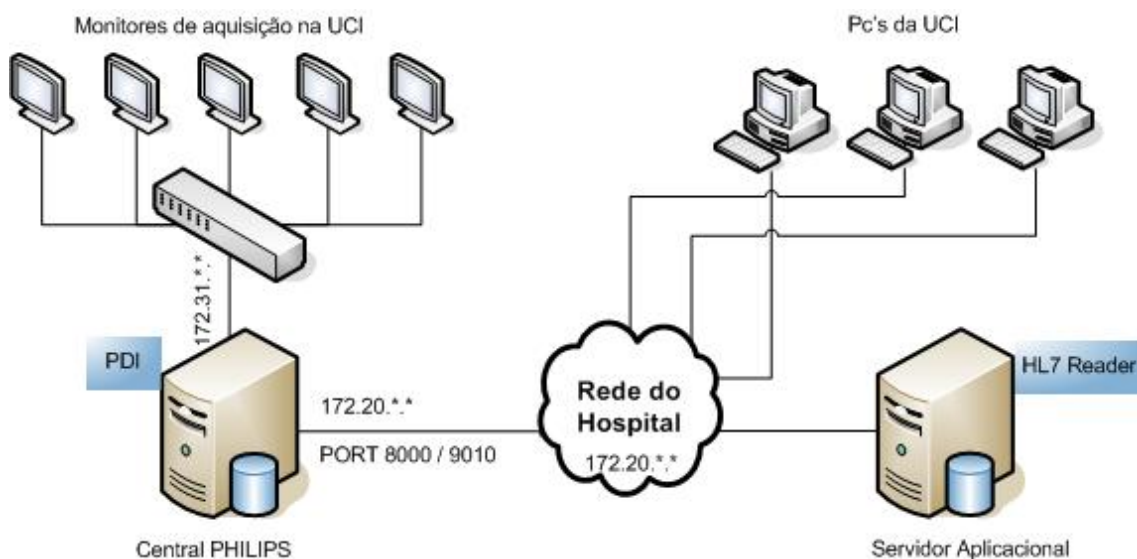 Monitores de aquisição na UCI
Pc's da UCI
172.31.*.*
PDI
HL7 Reader
172.20.*.*
PORT 8000 / 9010
Rede do
Hospital
172.20.*.*
Central PHILIPS
Servidor Aplicacional